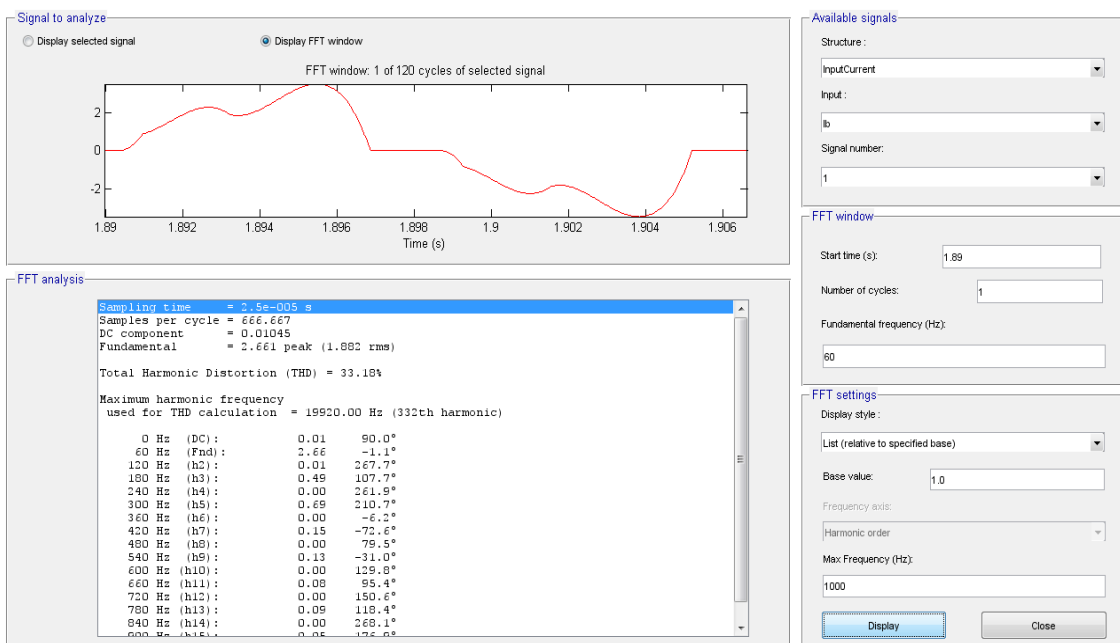 Signal to analyze
Display selected signal
Display FFT window
FFT window: 1 of 120 cycles of selected signal
2
0
-2
1.89 1.892 1.894 1.896 1.898 1.9 1.902 1.904 1.906
Time (s)
FFT analysis
Sampling time = 2.5e-005 s
Samples per cycle = 666.667
DC component = 0.01045
Fundamental = 2.661 peak (1.882 rms)
Total Harmonic Distortion (THD) = 33.18%
Maximum harmonic frequency
used for THD calculation = 19920.00 Hz (332th harmonic)
0 Hz (DC): 0.01 90.0°
60 Hz (Fnd): 2.66 -1.1°
120 Hz (h2): 0.01 267.7°
180 Hz (h3): 0.49 107.7°
240 Hz (h4): 0.00 261.9°
300 Hz (h5): 0.69 210.7°
360 Hz (h6): 0.00 -6.2°
420 Hz (h7): 0.15 -72.6°
480 Hz (h8): 0.00 79.5°
540 Hz (h9): 0.13 -31.0°
600 Hz (h10): 0.00 129.8°
660 Hz (h11): 0.08 95.4°
720 Hz (h12): 0.00 150.6°
780 Hz (h13): 0.09 118.4°
840 Hz (h14): 0.00 268.1°
900 Hz (h15): 0.05 176.9°
Available signals
Structure :
InputCurrent
Input :
Ib
Signal number:
1
FFT window
Start time (s):
1.89
Number of cycles:
1
Fundamental frequency (Hz):
60
FFT settings
Display style :
List (relative to specified base)
Base value:
1.0
Frequency axis:
Harmonic order
Max Frequency (Hz):
1000
Display
Close